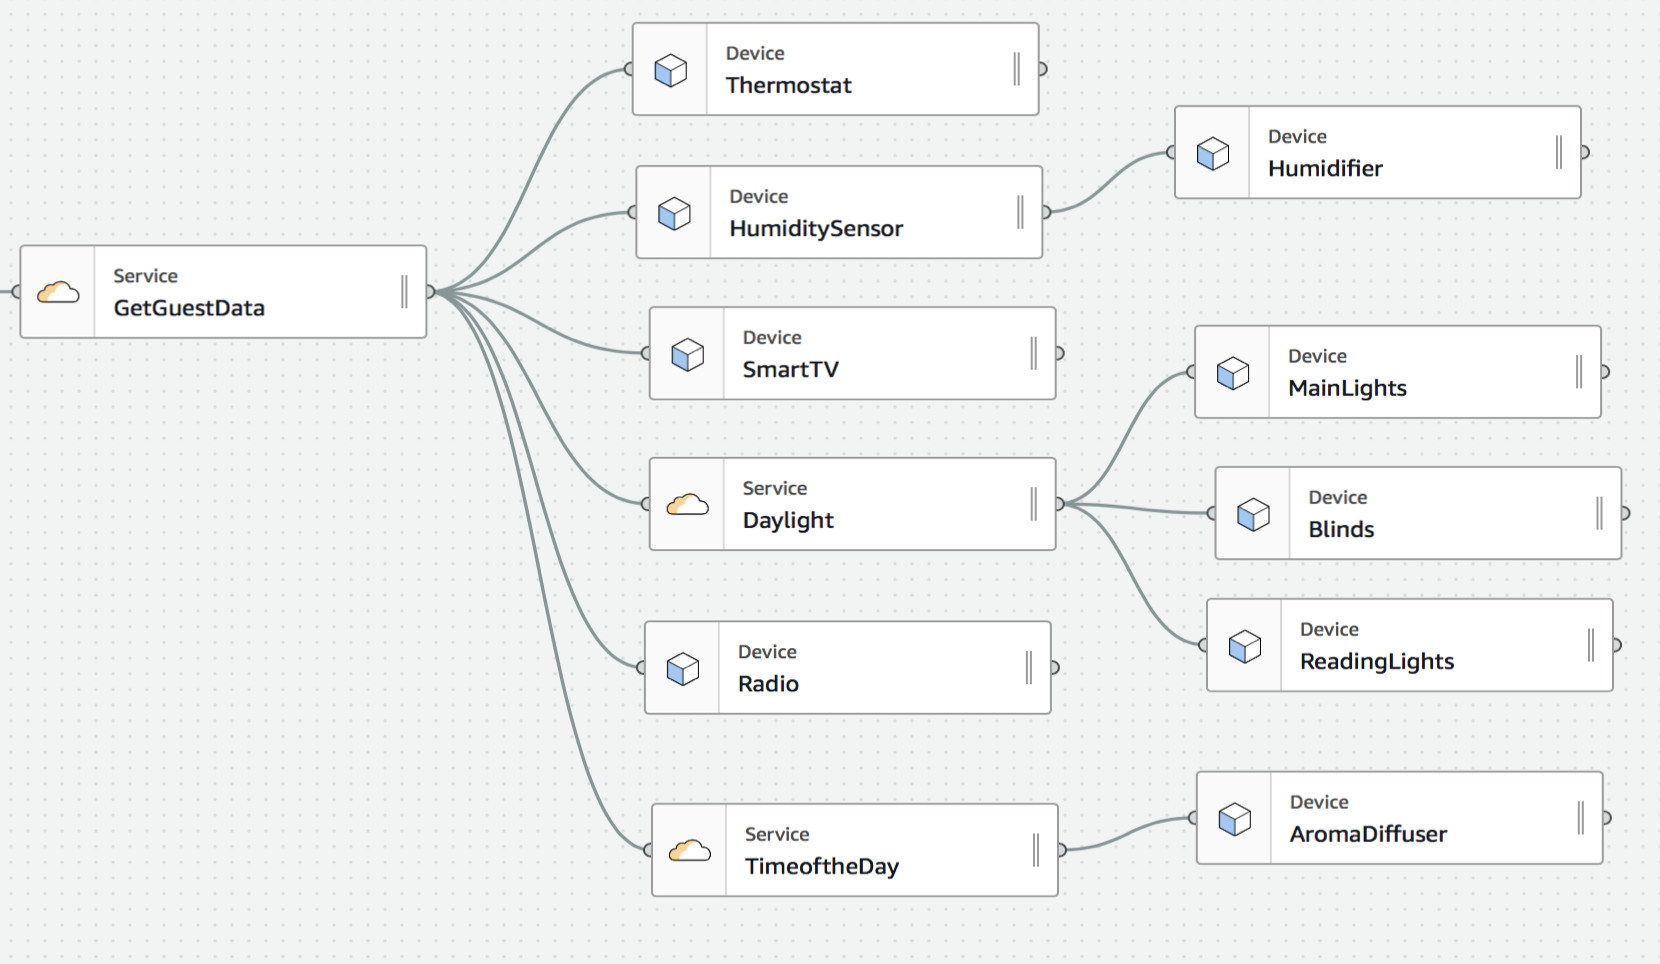 Service
GetGuestData
Device
Thermostat
Device
HumiditySensor
Device
SmartTV
Service
Daylight
Device
Radio
Service
TimeoftheDay
Device
Humidifier
Device
MainLights
Device
Blinds
Device
ReadingLights
Device
AromaDiffuser